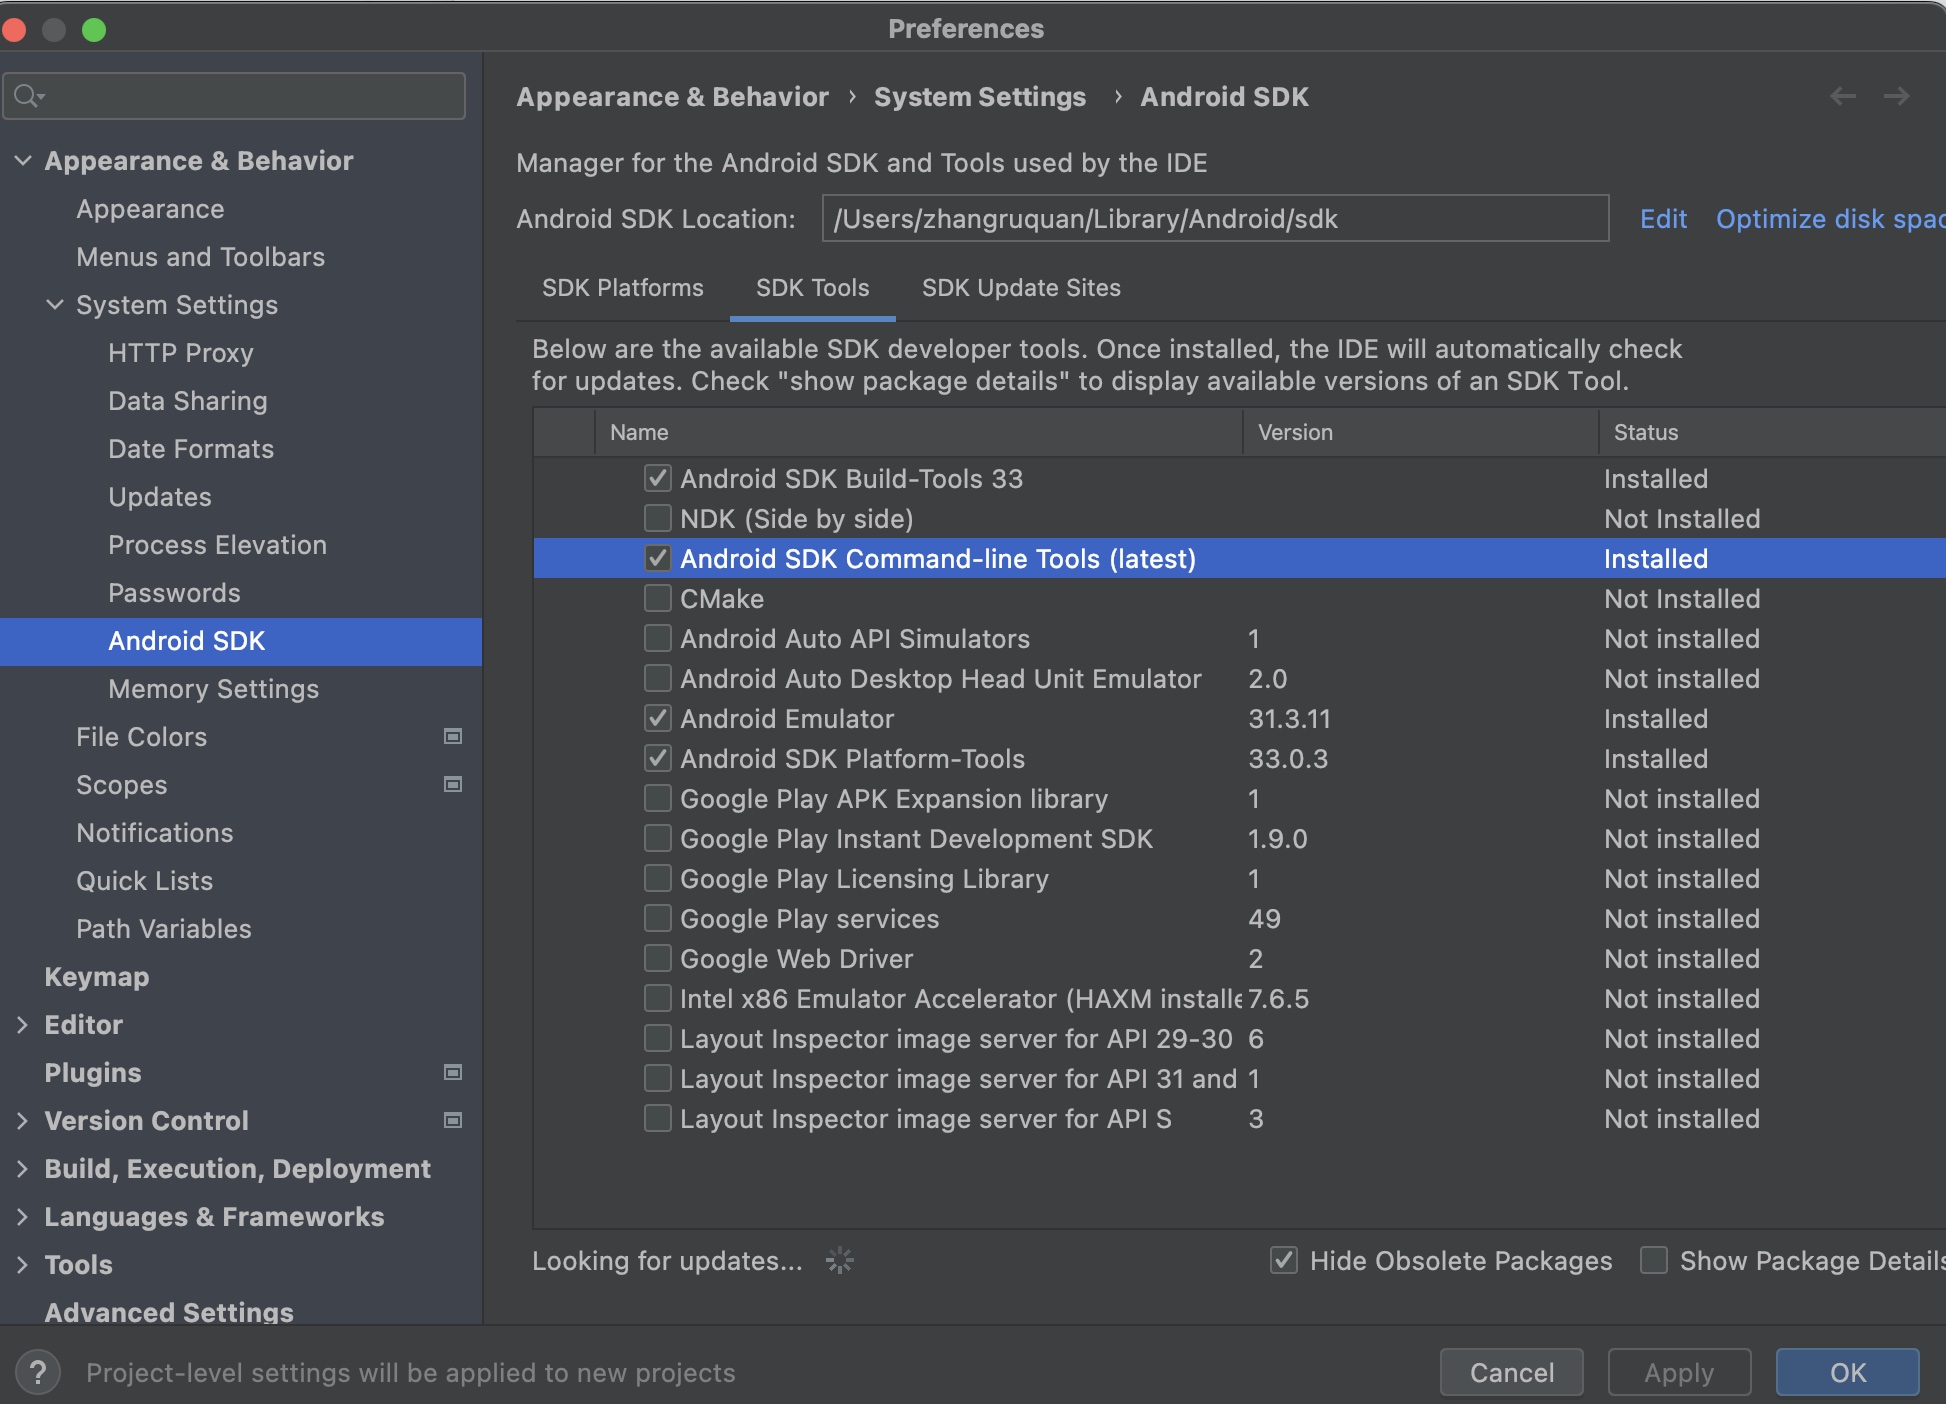 Preferences
Appearance & Behavior
Appearance
Menus and Toolbars
System Settings
HTTP Proxy
Data Sharing
Date Formats
Updates
Process Elevation
Passwords
Android SDK
Memory Settings
File Colors
Scopes
Notifications
Quick Lists
Path Variables
Keymap
Editor
Plugins
Version Control
Build, Execution, Deployment
Languages & Frameworks
Tools
Advanced Settings
Appearance & Behavior › System Settings › Android SDK
Manager for the Android SDK and Tools used by the IDE
Android SDK Location: /Users/zhangruquan/Library/Android/sdk Edit Optimize disk spac
SDK Platforms SDK Tools SDK Update Sites
Below are the available SDK developer tools. Once installed, the IDE will automatically check
for updates. Check "show package details" to display available versions of an SDK Tool.
Name Version Status
Android SDK Build-Tools 33 Installed
NDK (Side by side) Not Installed
Android SDK Command-line Tools (latest) Installed
CMake Not Installed
Android Auto API Simulators 1 Not installed
Android Auto Desktop Head Unit Emulator 2.0 Not installed
Android Emulator 31.3.11 Installed
Android SDK Platform-Tools 33.0.3 Installed
Google Play APK Expansion library 1 Not installed
Google Play Instant Development SDK 1.9.0 Not installed
Google Play Licensing Library 1 Not installed
Google Play services 49 Not installed
Google Web Driver 2 Not installed
Intel x86 Emulator Accelerator (HAXM installe 7.6.5 Not installed
Layout Inspector image server for API 29-30 6 Not installed
Layout Inspector image server for API 31 and 1 Not installed
Layout Inspector image server for API S 3 Not installed
Looking for updates... Hide Obsolete Packages Show Package Details
? Project-level settings will be applied to new projects Cancel Apply OK